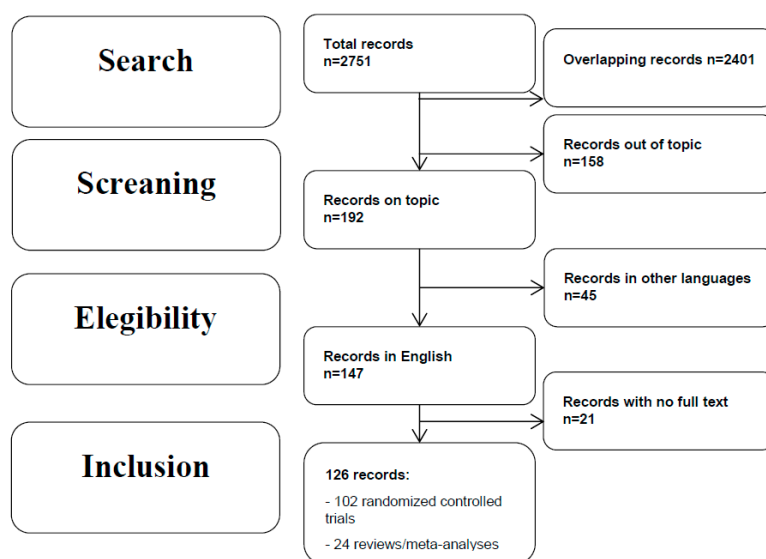 Search
Total records
n=2751
Overlapping records n=2401
Records out of topic
n=158
Screaning
Records on topic
n=192
Records in other languages
n=45
Elegibility
Records in English
n=147
Records with no full text
n=21
Inclusion
126 records:
- 102 randomized controlled
trials
- 24 reviews/meta-analyses